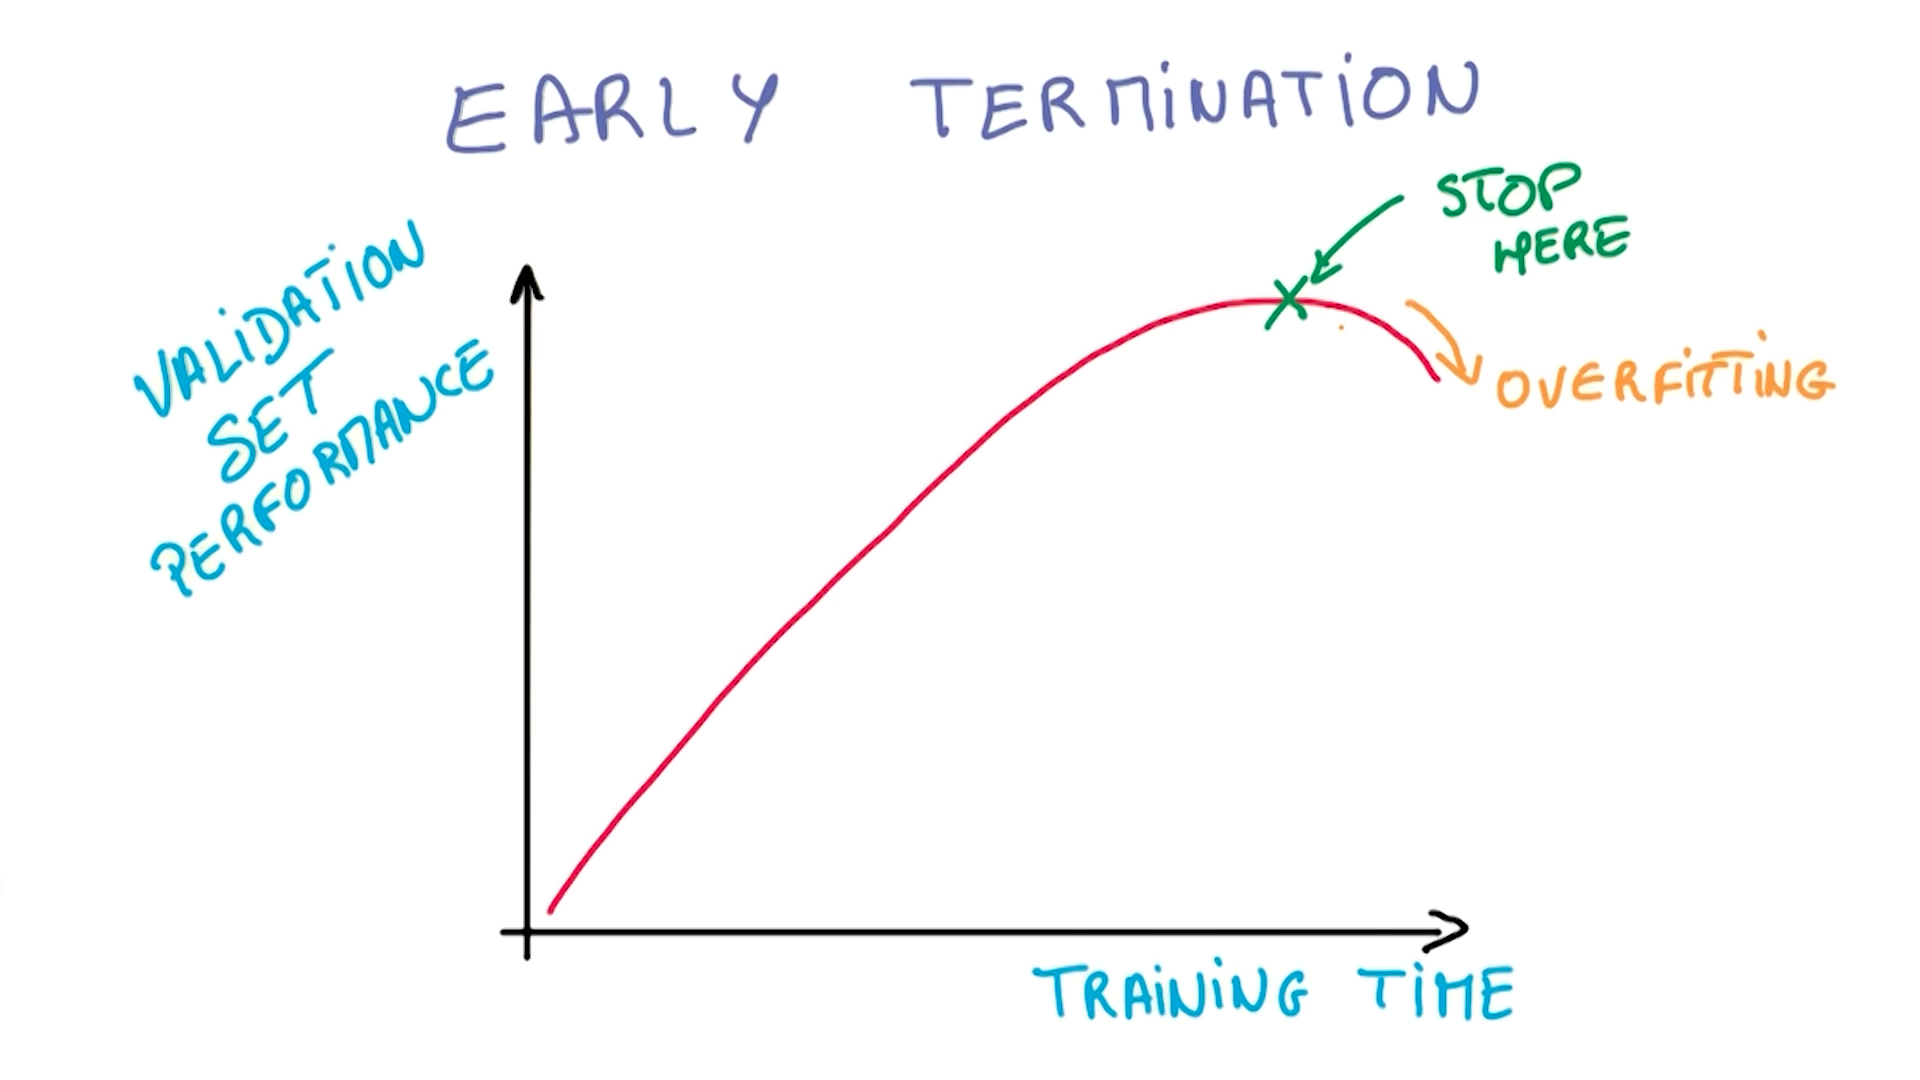 EARLY TERMINATION
STOP
HERE
VALIDATION
SET
PERFORMANCE
OVERFITTING
TRAINING TIME